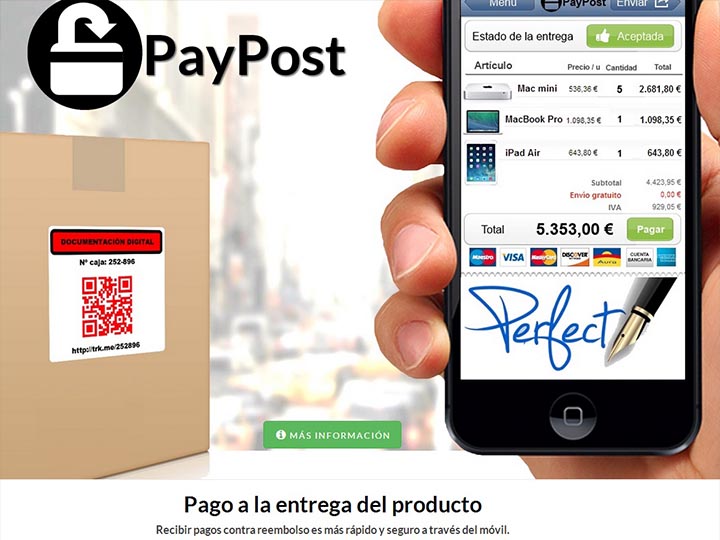 Menú
PayPost
Enviar
PayPost
Estado de la entrega
Aceptada
Artículo Precio / u Cantidad Total
Mac mini 536,36 € 5 2.681,80 €
MacBook Pro 1.098,35 € 1 1.098,35 €
iPad Air 643,80 € 1 643,80 €
Subtotal 4.423,95 €
Envío gratuito 0,00 €
IVA 929,05 €
Total 5.353,00 € Pagar
Maestro VISA MasterCard DISCOVER Aura CUENTA BANCARIA
Perfect
DOCUMENTACIÓN DIGITAL
Nº caja: 252-896
http://trk.me/252896
MÁS INFORMACIÓN
Pago a la entrega del producto
Recibir pagos contra reembolso es más rápido y seguro a través del móvil.